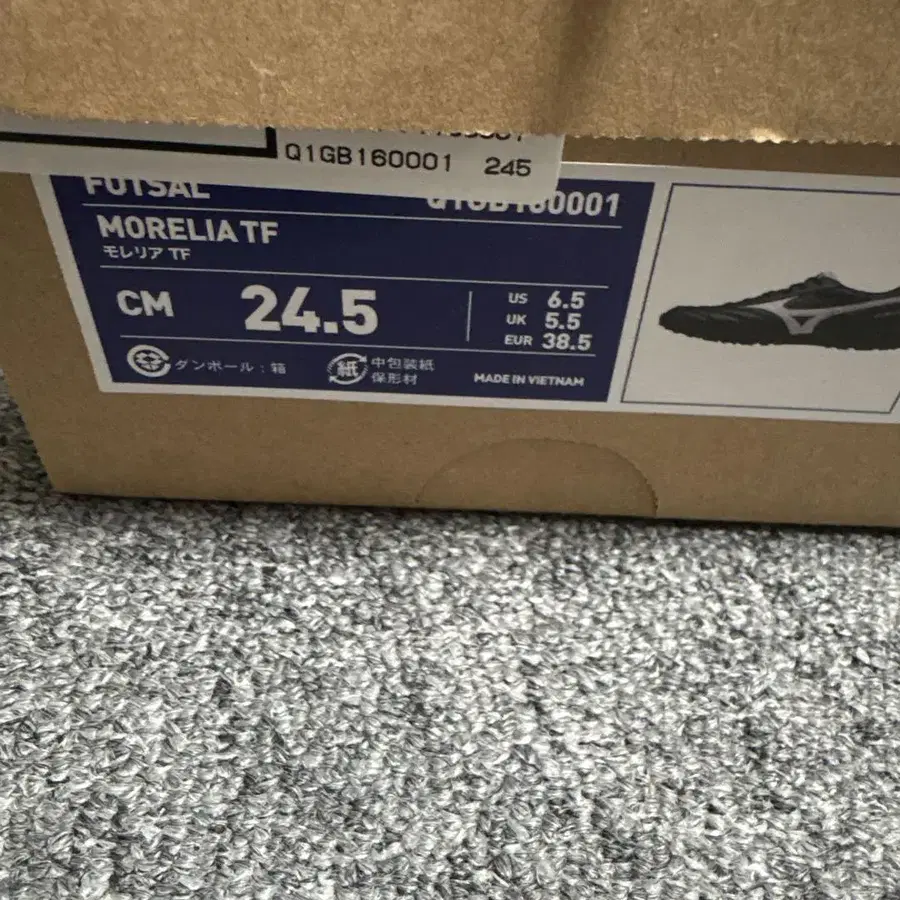 Q1GB160001 245
FUTSAL
Q1GB160001
MORELIA TF
モレリア TF
CM 24.5
US 6.5
UK 5.5
EUR 38.5
ダンボール : 箱
紙 中包装紙
保形材
MADE IN VIETNAM